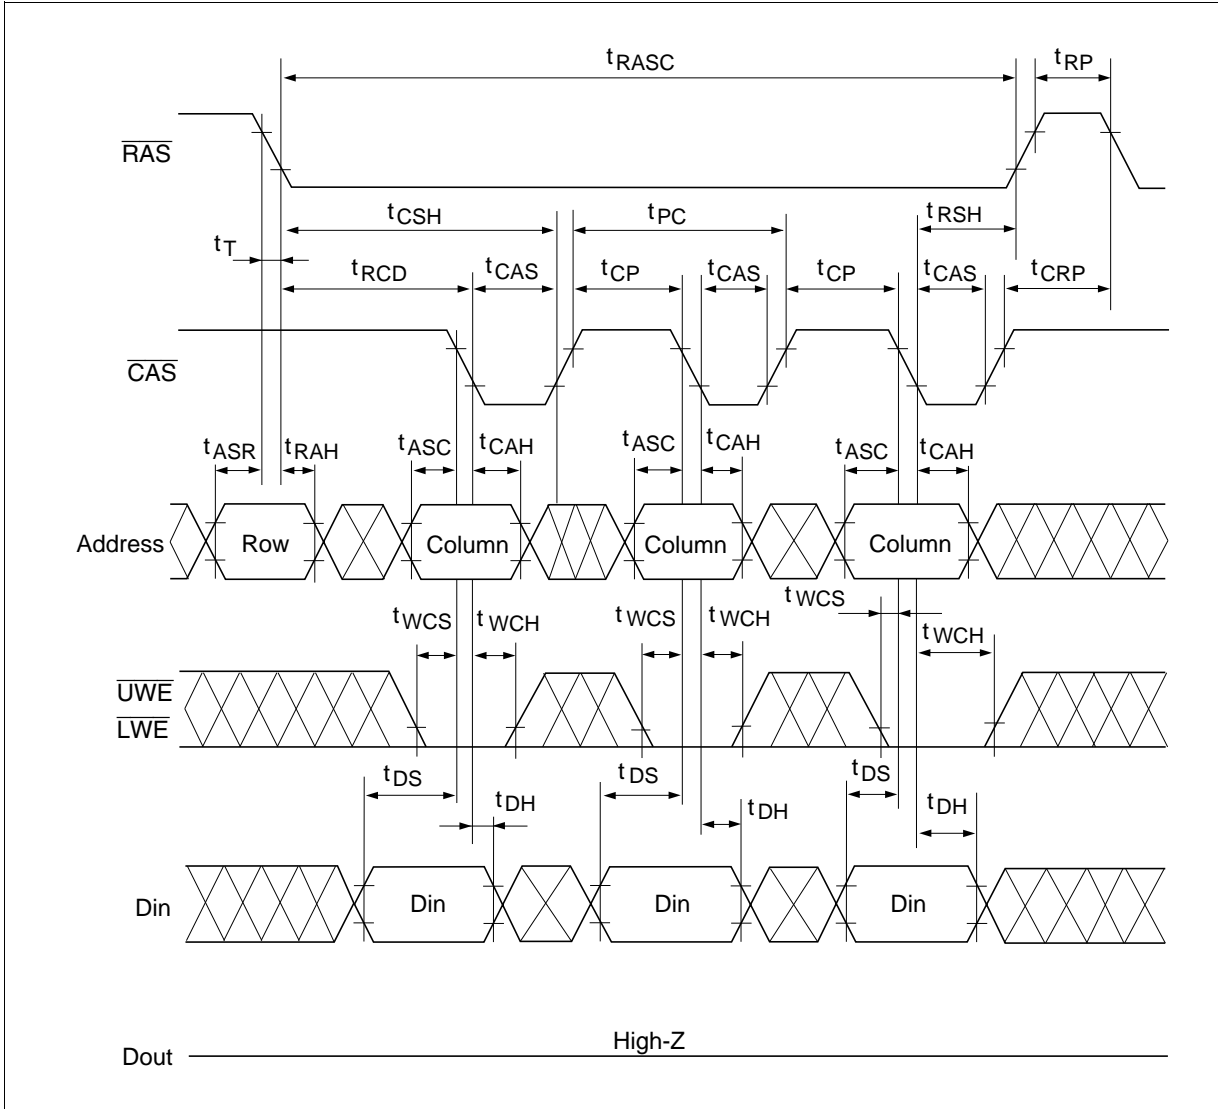 tRASC tRP
RAS
tCSH tPC tRSH
tT
tRCD tCAS tCP tCAS tCP tCAS tCRP
CAS
tASR tRAH tASC tCAH tASC tCAH tASC tCAH
Address Row Column Column Column
tWCS tWCH tWCS tWCH tWCS tWCH
UWE
LWE
tDS tDH tDS tDH tDS tDH
Din Din Din Din
High-Z
Dout